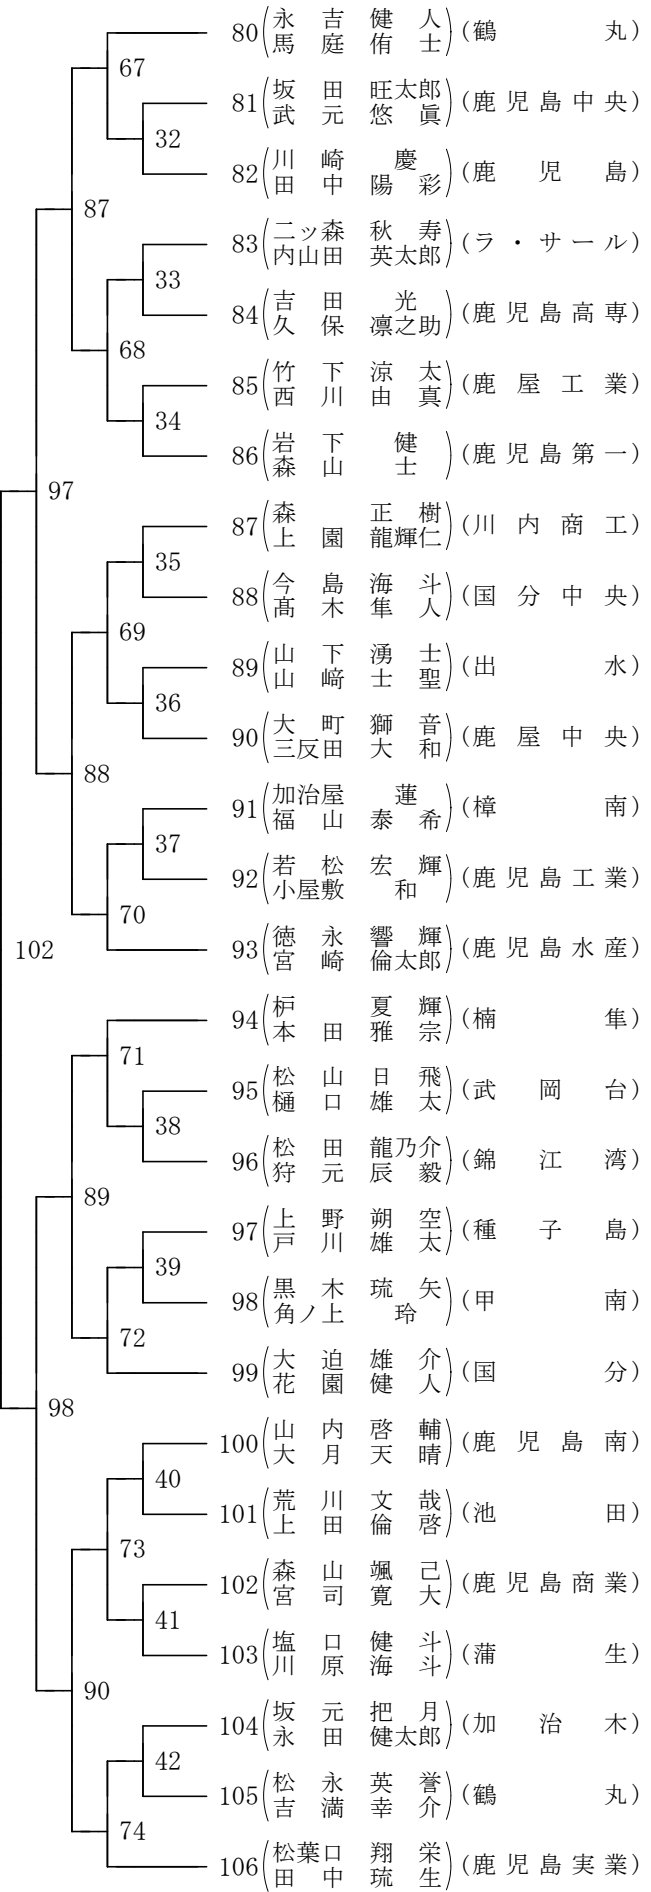 80 永吉健人 馬庭侑士 (鶴丸)
67
81 坂田旺太郎 武元悠眞 (鹿児島中央)
32
82 川崎慶 田中陽彩 (鹿児島)
87
83 二ッ森秋寿 内山田英太郎 (ラ・サール)
33
84 吉田光 久保凛之助 (鹿児島高専)
68
85 竹下涼太 西川由真 (鹿屋工業)
34
86 岩下健 森山士 (鹿児島第一)
97
87 森正樹 上園龍輝仁 (川内商工)
35
88 今島海斗 髙木隼人 (国分中央)
69
89 山下湧士 山﨑士聖 (出水)
36
90 大町獅音 三反田大和 (鹿屋中央)
88
91 加治屋蓮 福山泰希 (樟南)
37
92 若松宏輝 小屋敷和 (鹿児島工業)
70
93 徳永響輝 宮崎倫太郎 (鹿児島水産)
102
94 枦夏輝 本田雅宗 (楠隼)
71
95 松山日飛 樋口雄太 (武岡台)
38
96 松田龍乃介 狩元辰毅 (錦江湾)
89
97 上野朔空 戸川雄太 (種子島)
39
98 黒木琉矢 角ノ上玲 (甲南)
72
99 大迫雄介 花園健人 (国分)
98
100 山内啓輔 大月天晴 (鹿児島南)
40
101 荒川文哉 上田倫啓 (池田)
73
102 森山颯己 宮司寛大 (鹿児島商業)
41
103 塩口健斗 川原海斗 (蒲生)
90
104 坂元把月 永田健太郎 (加治木)
42
105 松永英誉 吉満幸介 (鶴丸)
74
106 松葉口翔栄 田中琉生 (鹿児島実業)